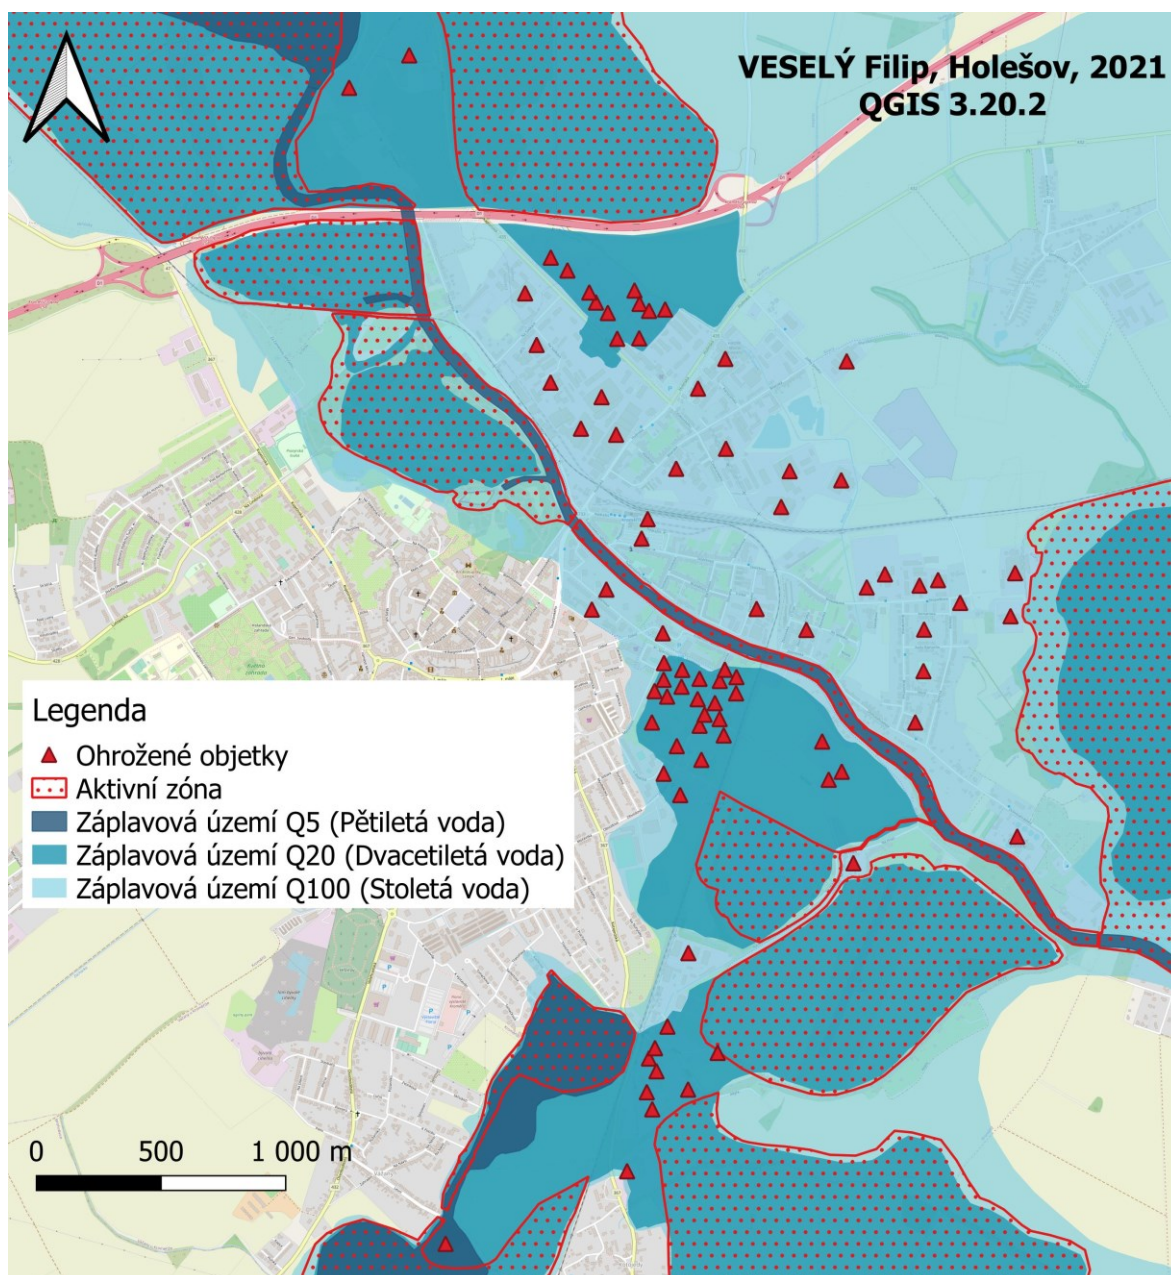 VESELÝ Filip, Holešov, 2021
QGIS 3.20.2
Legenda
Ohrožené objetky
Aktivní zóna
Záplavová území Q5 (Pětiletá voda)
Záplavová území Q20 (Dvacetiletá voda)
Záplavová území Q100 (Stoletá voda)
0 500 1 000 m